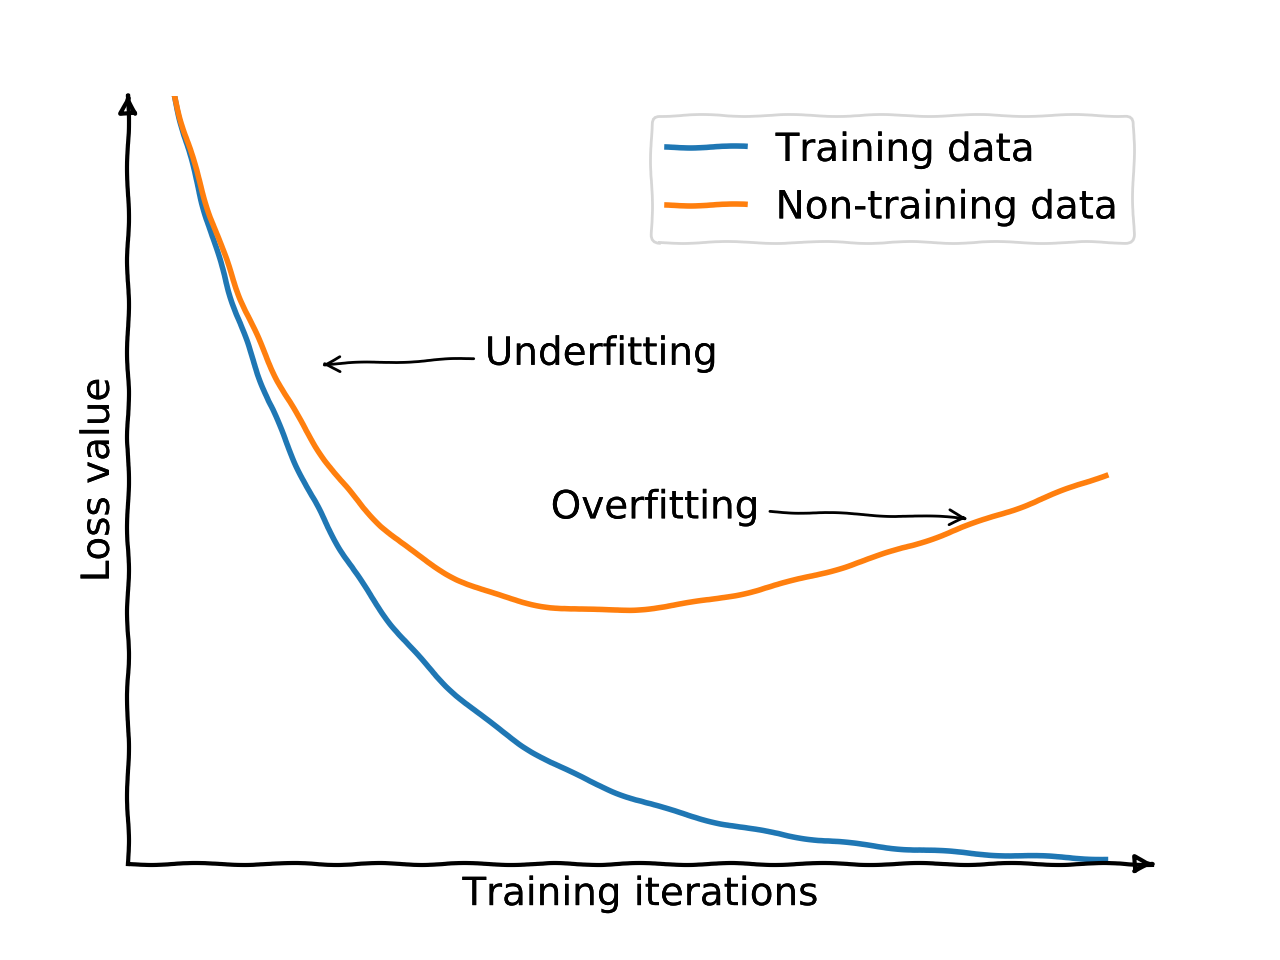 Training data
Non-training data
Underfitting
Overfitting
Loss value
Training iterations